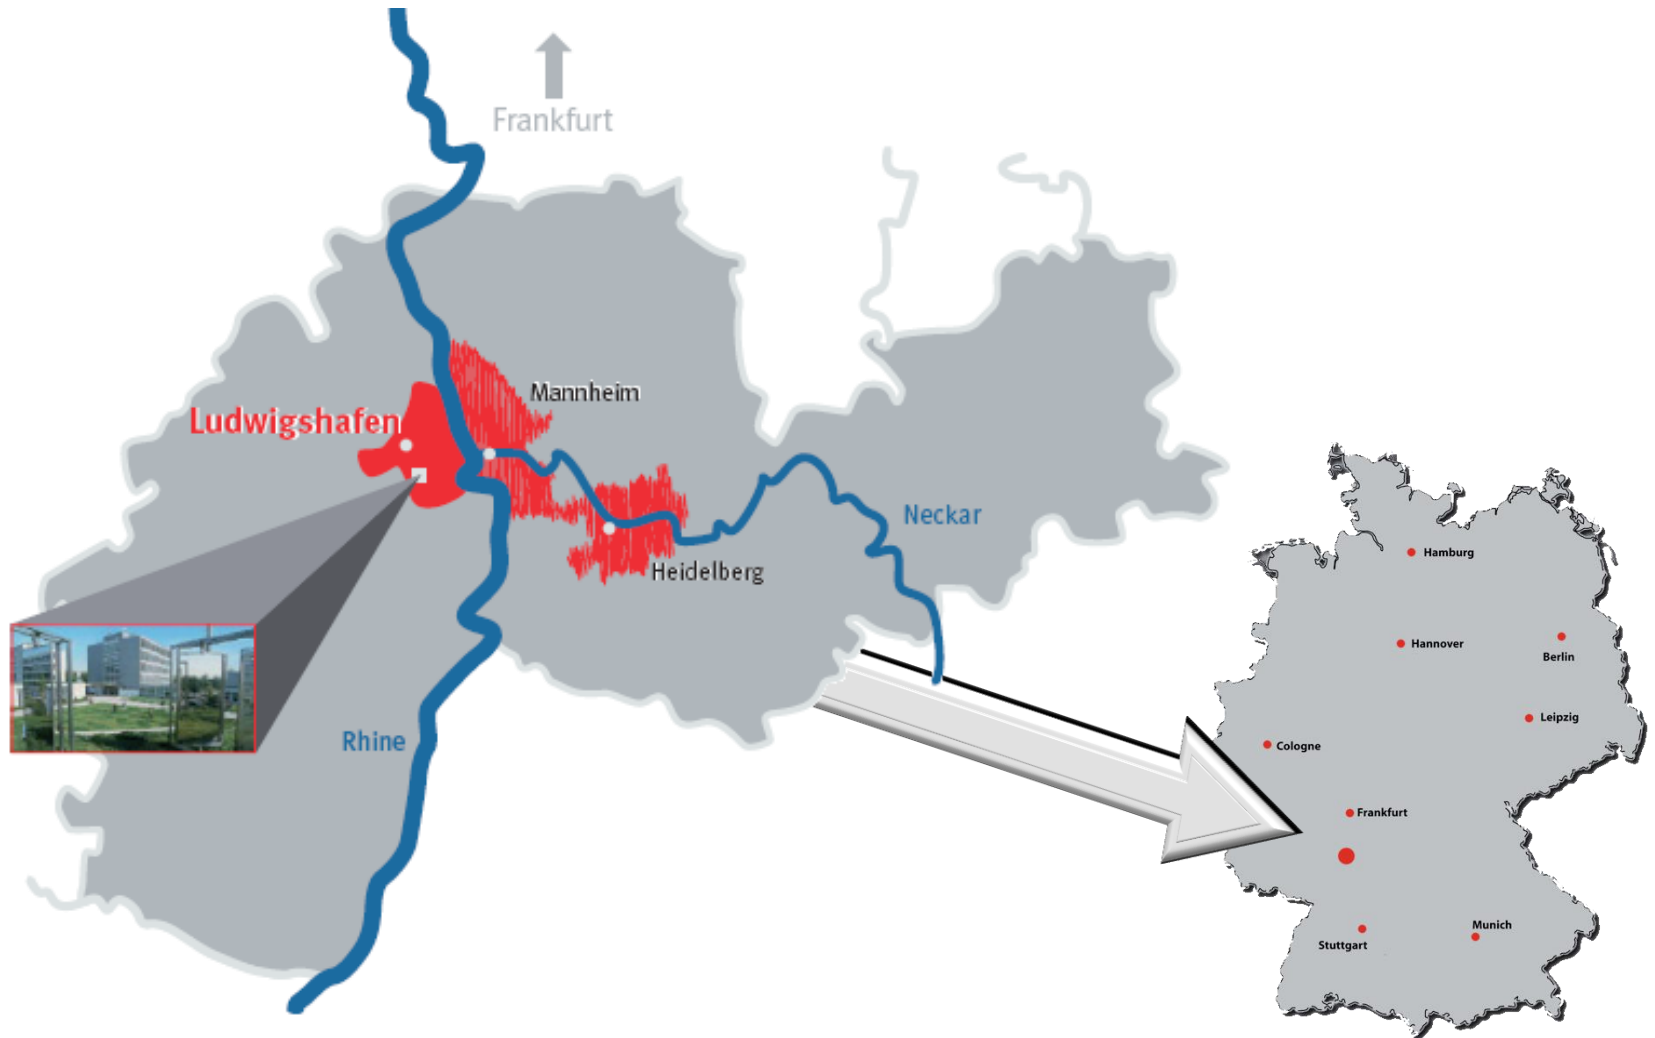 Frankfurt
Mannheim
Ludwigshafen
Neckar
Heidelberg
Rhine
Hamburg
Hannover
Berlin
Leipzig
Cologne
Frankfurt
Munich
Stuttgart